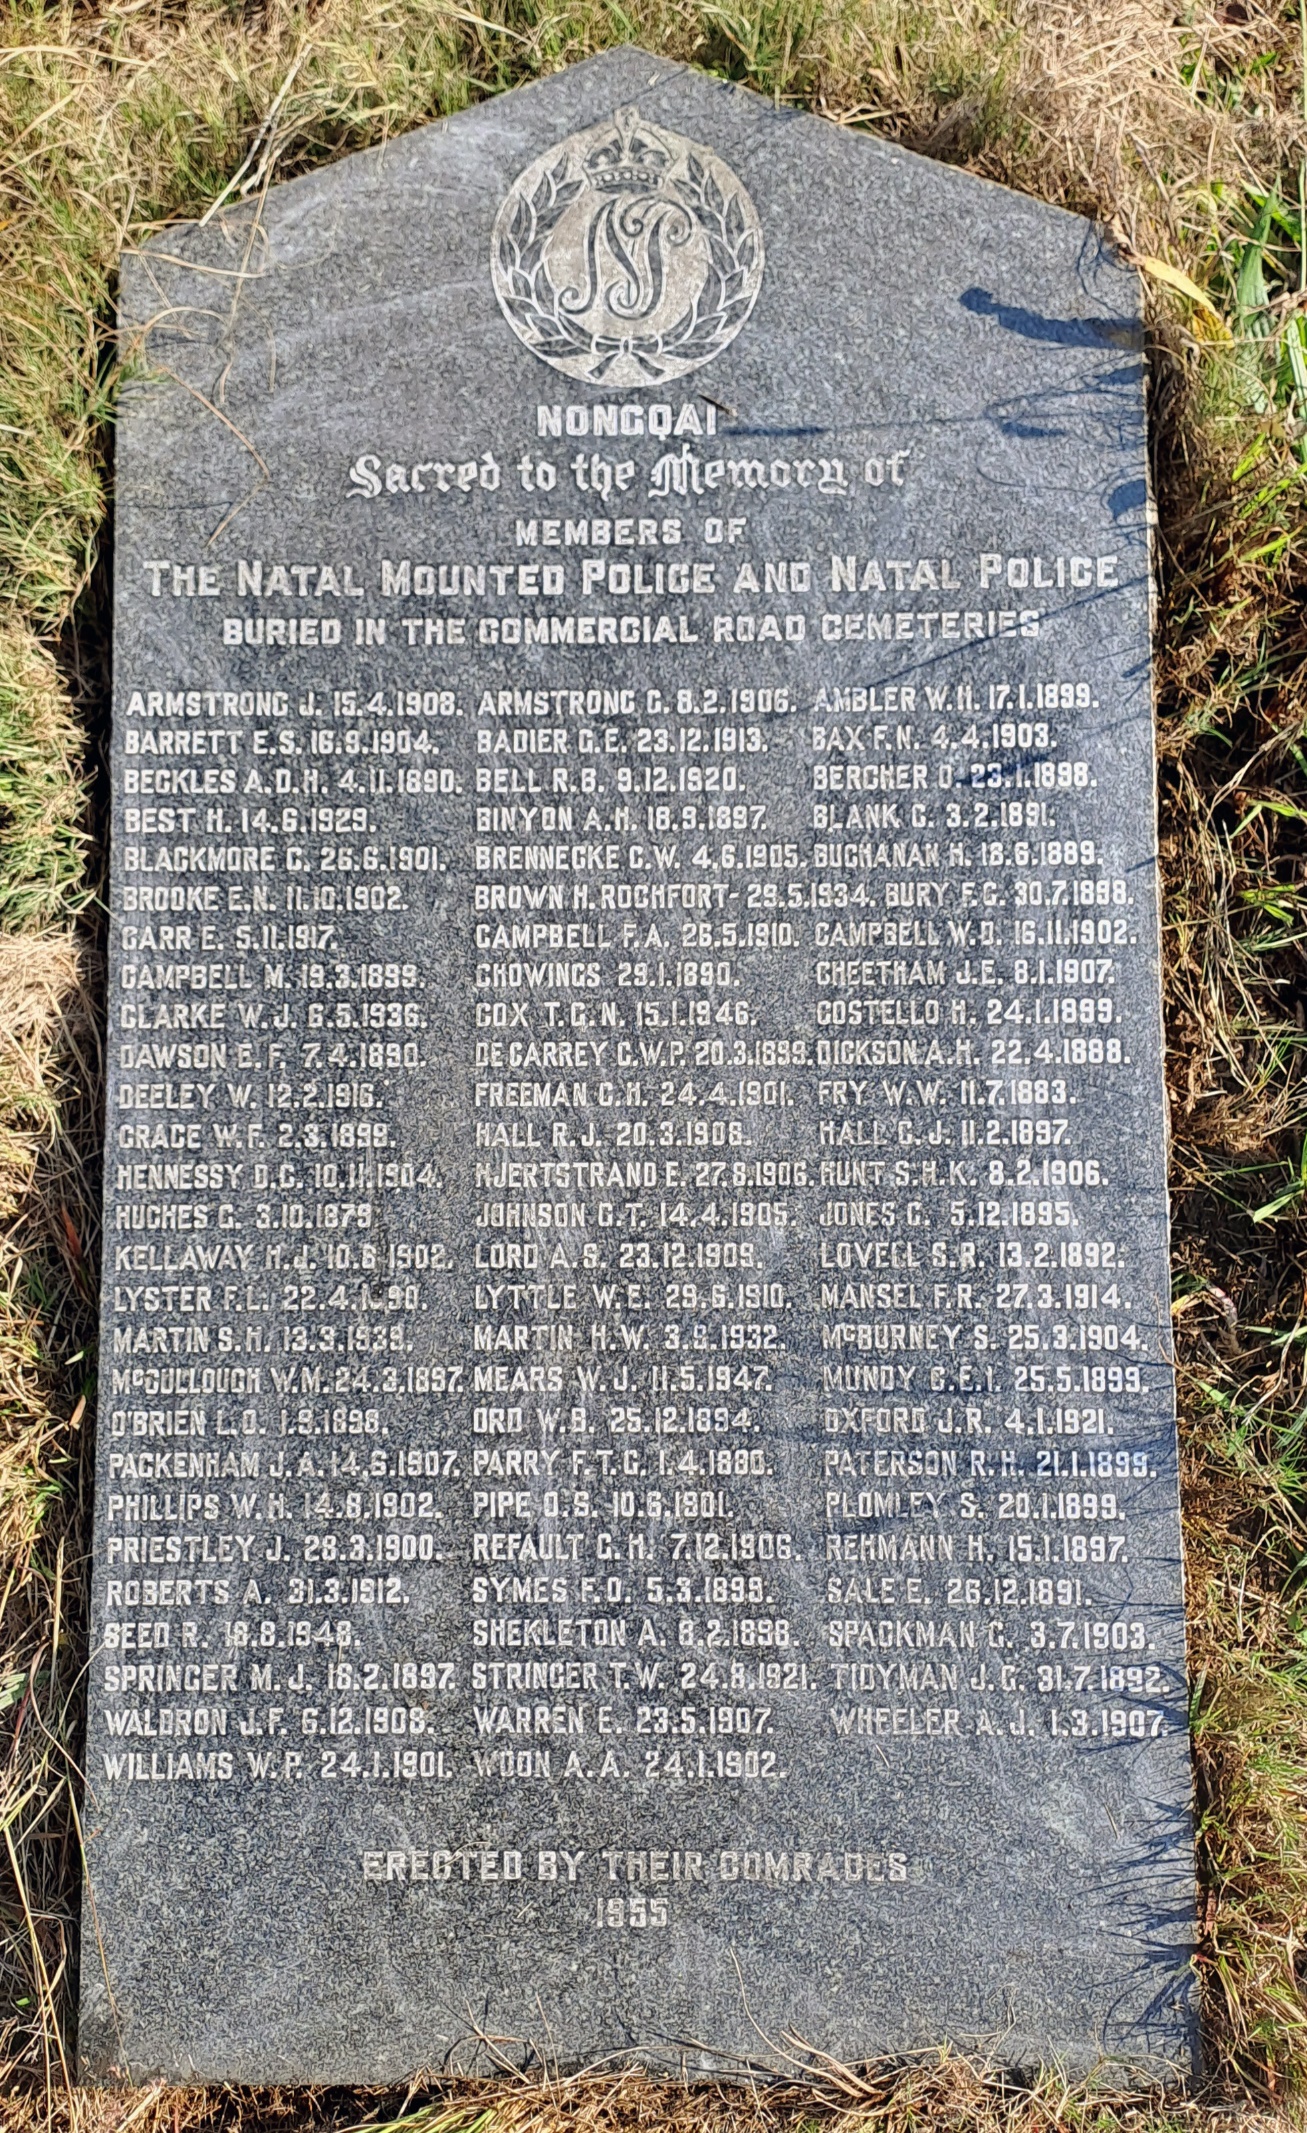 NONGQAI
Sacred to the Memory of
MEMBERS OF
THE NATAL MOUNTED POLICE AND NATAL POLICE
BURIED IN THE COMMERCIAL ROAD CEMETERIES
ARMSTRONG J. 15.4.1908. ARMSTRONG G. 8.2.1906. AMBLER W.H. 17.1.1899.
BARRETT E.S. 16.9.1904. BADIER G.E. 23.12.1913. BAX F.N. 4.4.1903.
BECKLES A.D.H. 4.11.1890. BELL R.B. 9.12.1920. BERCHER O. 23.1.1898.
BEST H. 14.6.1929. BINYON A.H. 18.9.1897. BLANK G. 3.2.1891.
BLACKMORE C. 26.6.1901. BRENNECKE C.W. 4.6.1905. BUCHANAN H. 18.6.1889.
BROOKE E.N. 11.10.1902. BROWN H. ROCHFORT- 29.5.1934. BURY F.G. 30.7.1898.
CARR E. 5.11.1917. CAMPBELL F.A. 26.5.1910. CAMPBELL W.D. 16.11.1902.
CAMPBELL M. 19.3.1899. CHOWINGS 29.1.1890. CHEETHAM J.E. 8.1.1907.
CLARKE W.J. 6.5.1936. COX T.G.N. 15.1.1946. COSTELLO H. 24.1.1899.
DAWSON E.F. 7.4.1890. DE CARREY C.W.P. 20.3.1899. DICKSON A.H. 22.4.1888.
DEELEY W. 12.2.1916. FREEMAN C.H. 24.4.1901. FRY W.W. 11.7.1883.
GRACE W.F. 2.3.1899. HALL R.J. 20.3.1908. HALL C.J. 11.2.1897.
HENNESSY D.C. 10.11.1904. HJERTSTRAND E. 27.8.1906. HUNT S.H.K. 8.2.1906.
HUGHES G. 3.10.1879 JOHNSON G.T. 14.4.1905. JONES G. 5.12.1895.
KELLAWAY H.J. 10.6.1902. LORD A.S. 23.12.1909. LOVELL S.R. 13.2.1892.
LYSTER F.L. 22.4.1890. LYTTLE W.E. 29.6.1910. MANSEL F.R. 27.3.1914.
MARTIN S.H. 13.9.1939. MARTIN H.W. 3.9.1932. McBURNEY S. 25.3.1904.
McCULLOUGH W.M. 24.3.1897. MEARS W.J. 11.5.1947. MUNDY C.E.I. 25.5.1899.
O'BRIEN L.O. 1.9.1898. ORD W.B. 26.12.1894. OXFORD J.R. 4.1.1921.
PACKENHAM J.A. 14.6.1907. PARRY F.T.G. 1.4.1880. PATERSON R.H. 21.1.1899.
PHILLIPS W.H. 14.8.1902. PIPE O.S. 10.6.1901. PLOMLEY S. 20.1.1899.
PRIESTLEY J. 28.3.1900. REFAULT G.H. 7.12.1906. REHMANN H. 15.1.1897.
ROBERTS A. 31.3.1912. SYMES F.O. 5.3.1899. SALE E. 26.12.1891.
SEED R. 18.8.1948. SHEKLETON A. 8.2.1898. SPACKMAN C. 3.7.1903.
SPRINGER M.J. 18.2.1897. STRINGER T.W. 24.8.1921. TIDYMAN J.G. 31.7.1892.
WALDRON J.F. 6.12.1908. WARREN E. 23.5.1907. WHEELER A.J. 1.3.1907.
WILLIAMS W.P. 24.1.1901. WOON A.A. 24.1.1902.
ERECTED BY THEIR COMRADES
1955